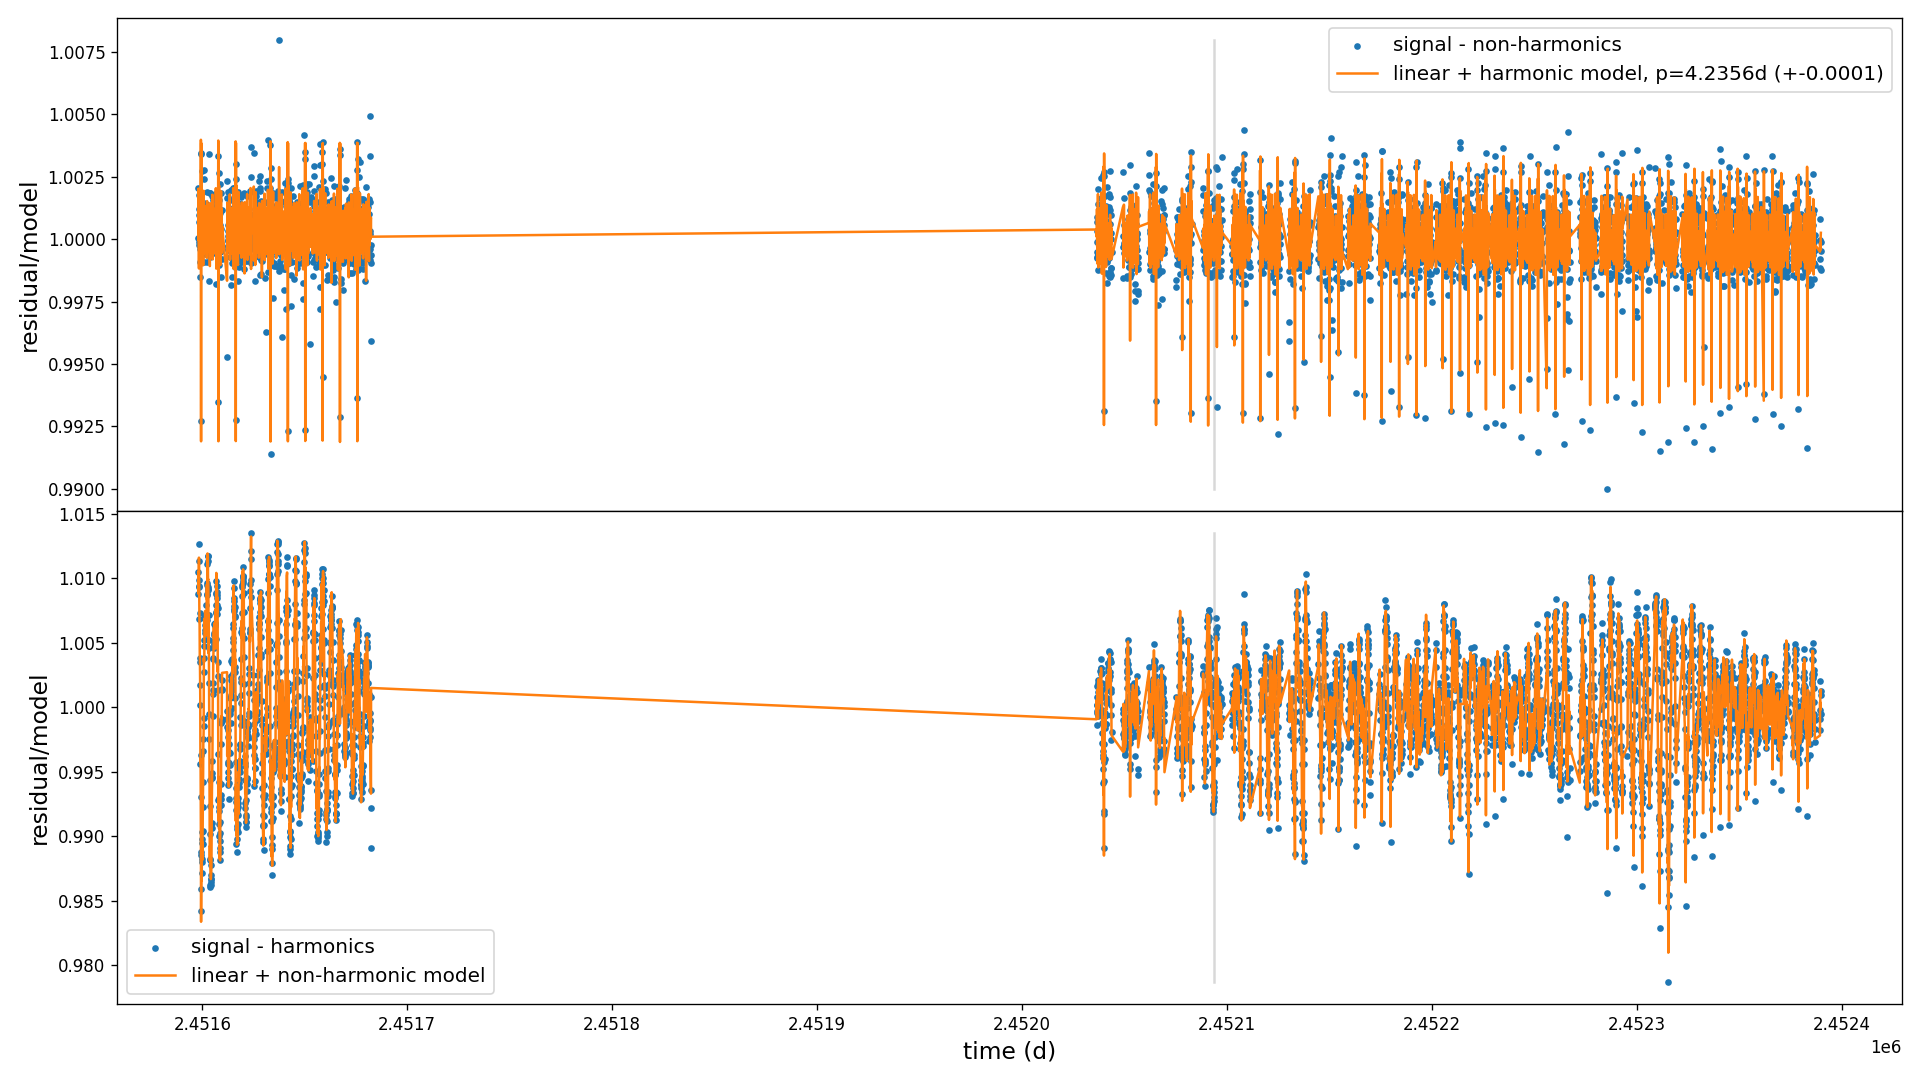 1.0075
1.0050
1.0025
1.0000
0.9975
0.9950
0.9925
0.9900
residual/model
signal - non-harmonics
linear + harmonic model, p=4.2356d (+-0.0001)
1.015
1.010
1.005
1.000
0.995
0.990
0.985
0.980
residual/model
signal - harmonics
linear + non-harmonic model
2.4516 2.4517 2.4518 2.4519 2.4520 2.4521 2.4522 2.4523 2.4524
time (d)
1e6